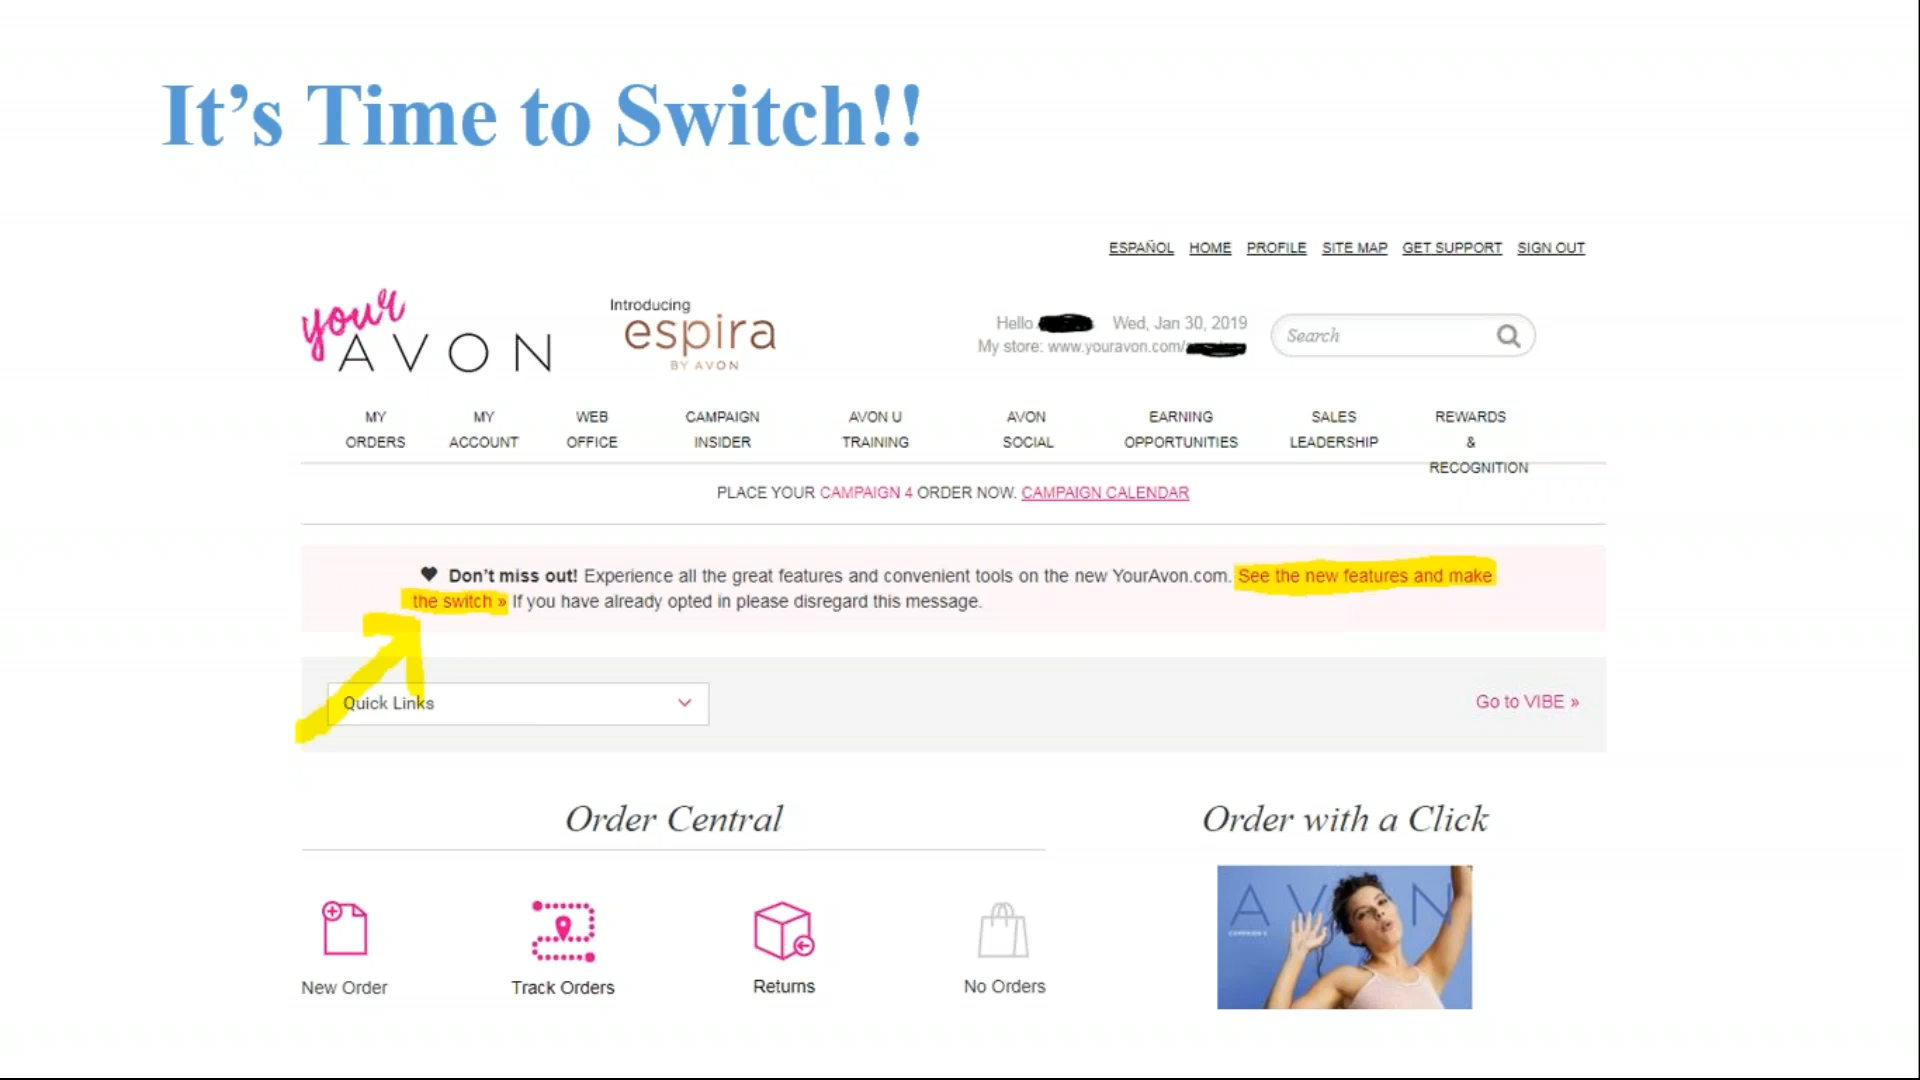 It's Time to Switch!!
ESPAÑOL HOME PROFILE SITE MAP GET SUPPORT SIGN OUT
your
AVON
Introducing
espira
BY AVON
Hello Wed, Jan 30, 2019
My store: www.youravon.com/
Search
MY ORDERS
MY ACCOUNT
WEB OFFICE
CAMPAIGN INSIDER
AVON U TRAINING
AVON SOCIAL
EARNING OPPORTUNITIES
SALES LEADERSHIP
REWARDS & RECOGNITION
PLACE YOUR CAMPAIGN 4 ORDER NOW. CAMPAIGN CALENDAR
♥ Don't miss out! Experience all the great features and convenient tools on the new YourAvon.com. See the new features and make
the switch » If you have already opted in please disregard this message.
Quick Links
Go to VIBE »
Order Central
Order with a Click
New Order
Track Orders
Returns
No Orders
AVON